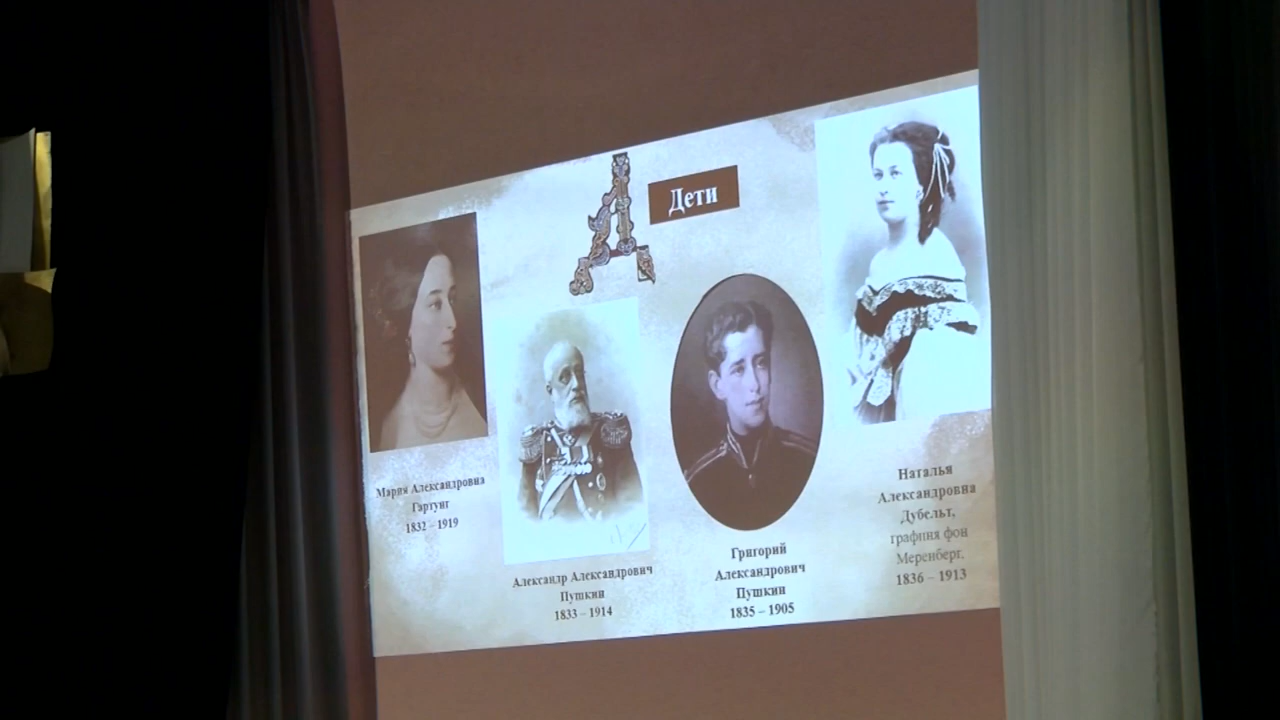 Д
Дети
Мария Александровна
Гартунг
1832 – 1919
Александр Александрович
Пушкин
1833 – 1914
Григорий
Александрович
Пушкин
1835 – 1905
Наталья
Александровна
Дубельт,
графиня фон
Меренберг.
1836 – 1913